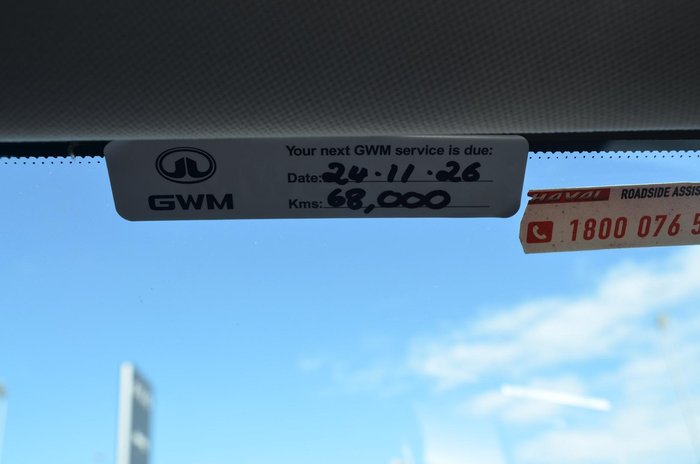 Your next GWM service is due:
Date: 24·11·26
Kms: 68,000
GWM
HAVAL ROADSIDE ASSIS
1800 076 5